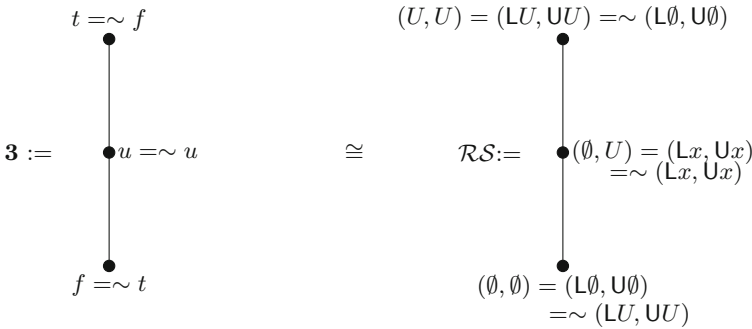 t =∼ f
(U, U) = (LU, UU) =∼ (L∅, U∅)
3 :=
u =∼ u
≅
RS:=
(∅, U) = (Lx, Ux)
=∼ (Lx, Ux)
f =∼ t
(∅, ∅) = (L∅, U∅)
=∼ (LU, UU)